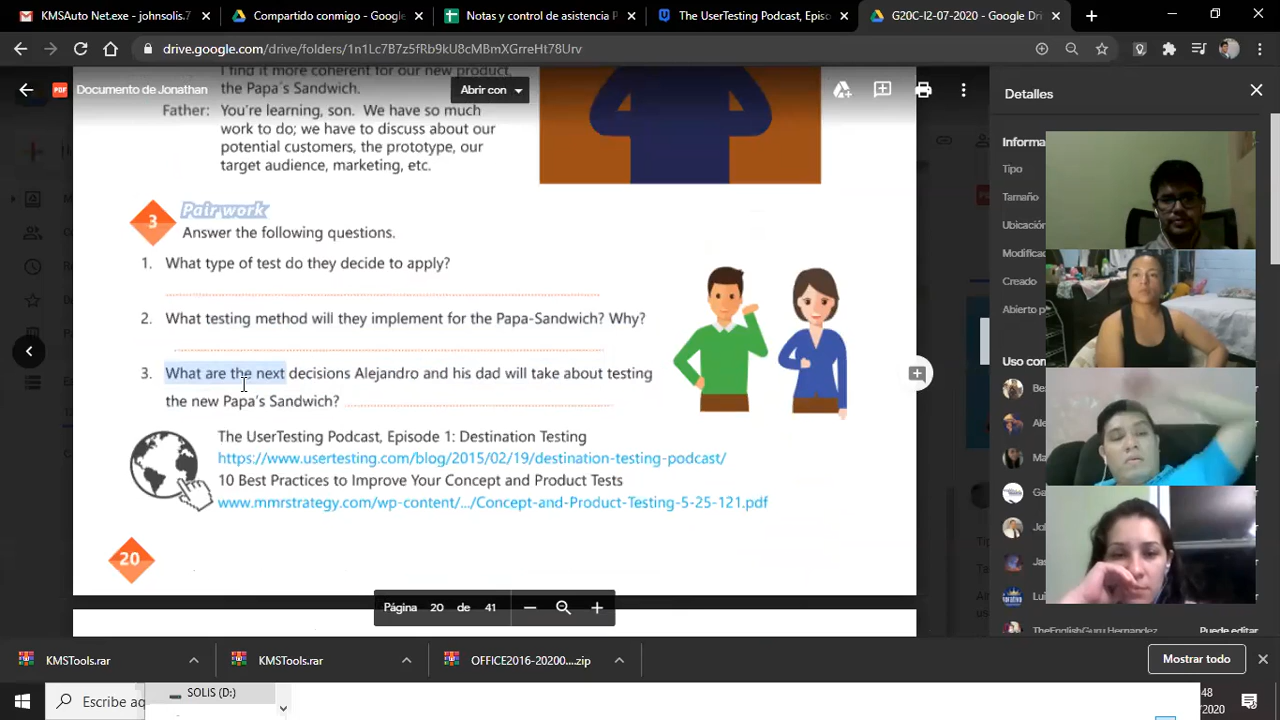 KMSAuto Net.exe - johnsolis.7
Compartido conmigo - Google
Notas y control de asistencia P
The UserTesting Podcast, Episo
G20C-I2-07-2020 - Google Dri
drive.google.com/drive/folders/1n1Lc7B7z5fRb9kU8cMBmXGrreHt78Urv
PDF
Documento de Jonathan
Abrir con
Detalles
I find it more coherent for our new product,
the Papa's Sandwich.
Father: You're learning, son. We have so much
work to do; we have to discuss about our
potential customers, the prototype, our
target audience, marketing, etc.
Informa
Tipo
Tamaño
Ubicación
Modificad
Creado
Abierto po
3 Pair work
Answer the following questions.
1. What type of test do they decide to apply?
2. What testing method will they implement for the Papa-Sandwich? Why?
3. What are the next decisions Alejandro and his dad will take about testing
the new Papa's Sandwich?
The UserTesting Podcast, Episode 1: Destination Testing
https://www.usertesting.com/blog/2015/02/19/destination-testing-podcast/
10 Best Practices to Improve Your Concept and Product Tests
www.mmrstrategy.com/wp-content/.../Concept-and-Product-Testing-5-25-121.pdf
20
Uso con
Be
Ale
Ma
Ga
Jas
Lui
TheEnglishGuru Hernandez
Puede editar
Página 20 de 41
KMSTools.rar
KMSTools.rar
OFFICE2016-20200....zip
Mostrar todo
Escribe aq
SOLIS (D:)
:48
/2020